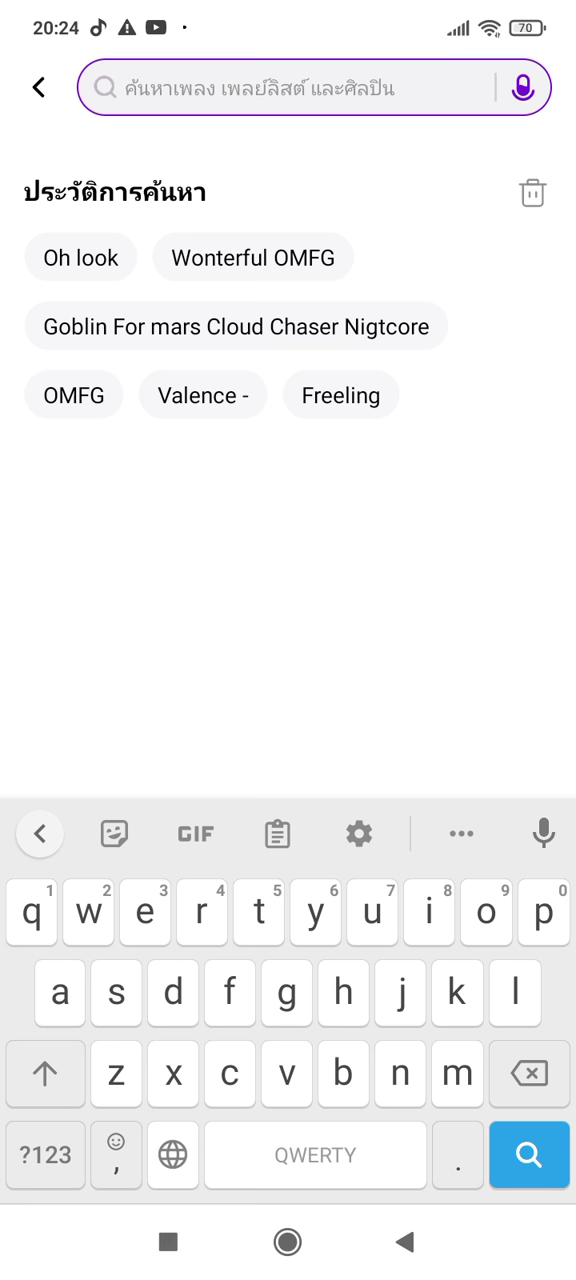 20:24 70
ค้นหาเพลง เพลย์ลิสต์ และศิลปิน
ประวัติการค้นหา
Oh look Wonterful OMFG
Goblin For mars Cloud Chaser Nigtcore
OMFG Valence - Freeling
GIF
1 2 3 4 5 6 7 8 9 0
q w e r t y u i o p
a s d f g h j k l
z x c v b n m
?123 , QWERTY .